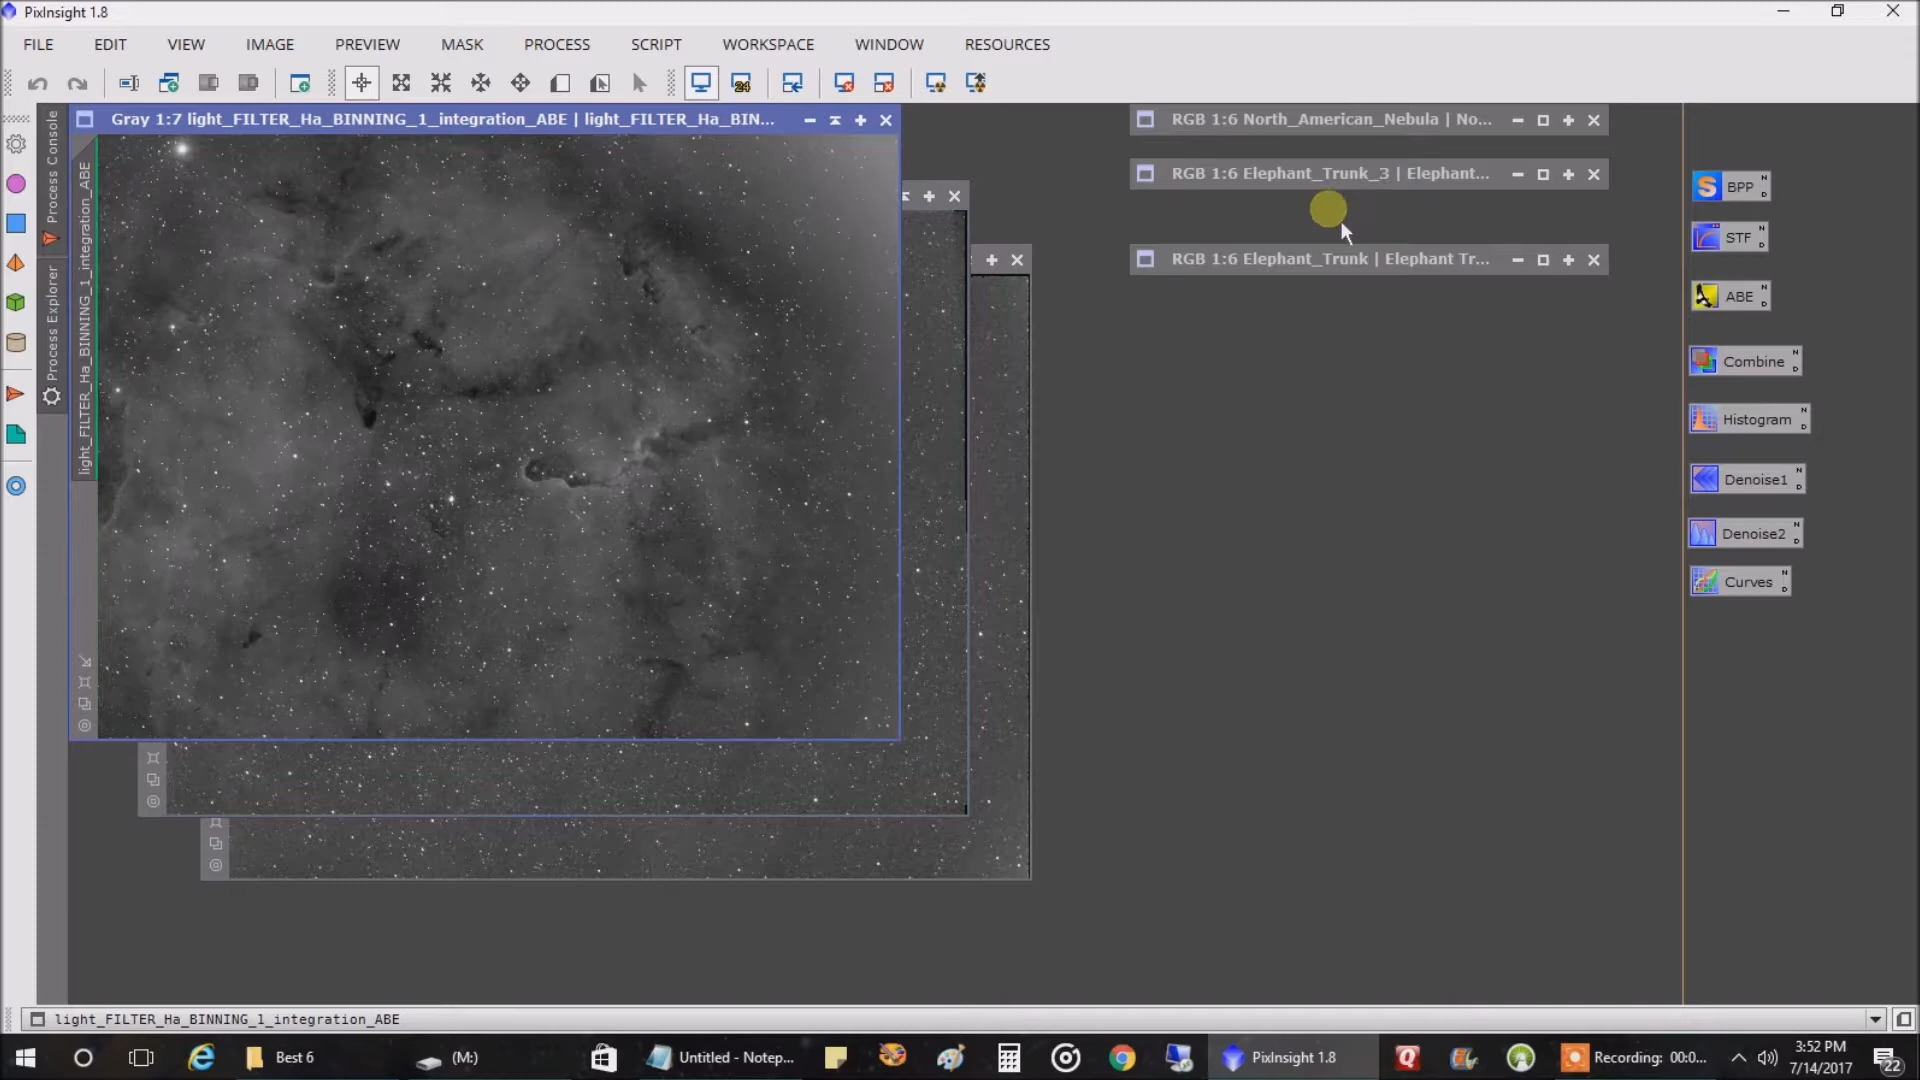 PixInsight 1.8
FILE EDIT VIEW IMAGE PREVIEW MASK PROCESS SCRIPT WORKSPACE WINDOW RESOURCES
24
Gray 1:7 light_FILTER_Ha_BINNING_1_integration_ABE | light_FILTER_Ha_BIN...
RGB 1:6 North_American_Nebula | No...
Process Console
Process Explorer
light_FILTER_Ha_BINNING_1_integration_ABE
RGB 1:6 Elephant_Trunk_3 | Elephant...
RGB 1:6 Elephant_Trunk | Elephant Tr...
BPP N D
STF N D
ABE N D
Combine N D
Histogram N D
Denoise1 N D
Denoise2 N D
Curves N D
light_FILTER_Ha_BINNING_1_integration_ABE
Best 6
(M:)
Untitled - Notep...
PixInsight 1.8
Recording: 00:0...
3:52 PM
7/14/2017
22